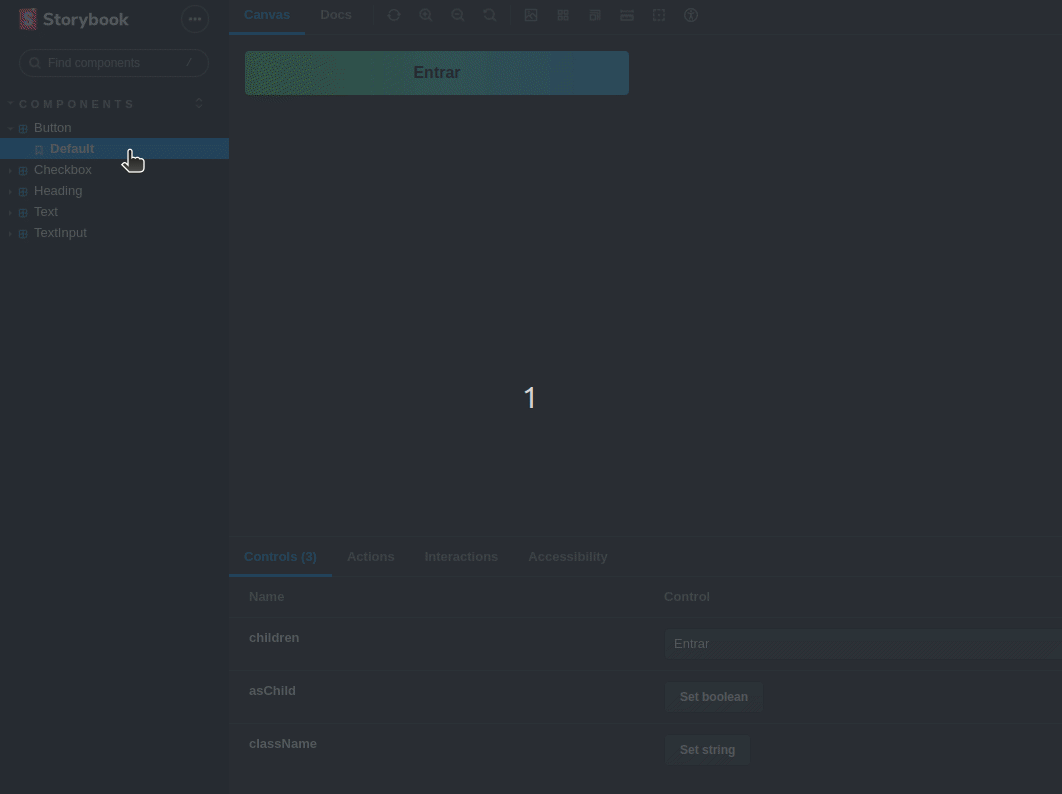 Storybook
Canvas Docs
Find components /
Entrar
COMPONENTS
Button
Default
Checkbox
Heading
Text
TextInput
1
Controls (3) Actions Interactions Accessibility
Name Control
children Entrar
asChild Set boolean
className Set string